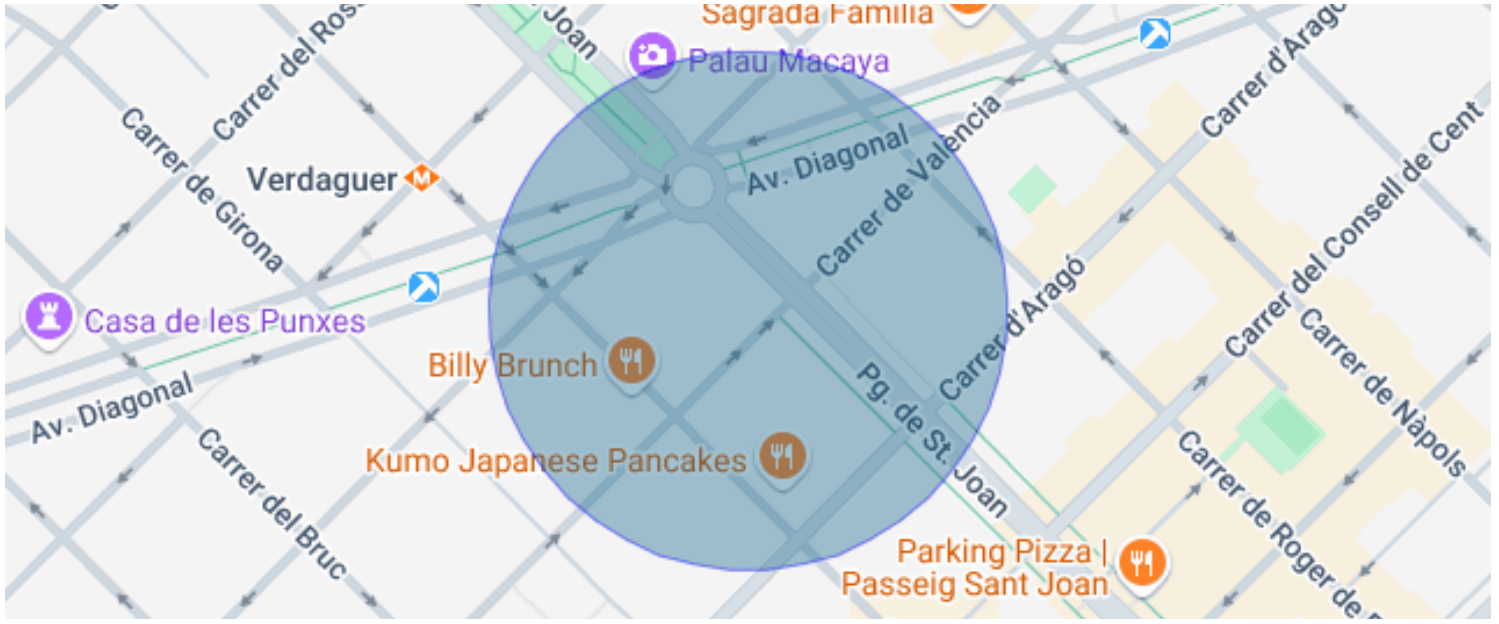 Joan
Sagrada Família
Carrer del Ros
Palau Macaya
Carrer d'Arag
Carrer de Girona
Verdaguer
M
Av. Diagonal
Carrer de València
Carrer d'Aragó
Carrer del Consell de Cent
Casa de les Punxes
Billy Brunch
Av. Diagonal
Pg. de St. Joan
Carrer d'Aragó
Carrer de Nàpols
Kumo Japanese Pancakes
Carrer del Bruc
Carrer de Roger de
Parking Pizza |
Passeig Sant Joan